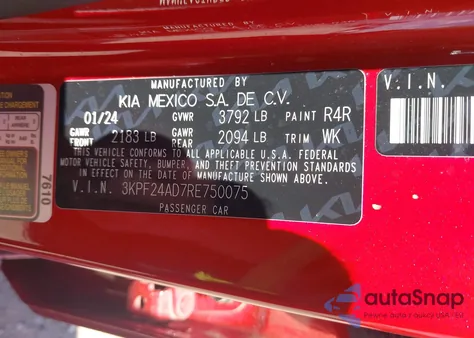 MANUFACTURED BY
KIA MEXICO S.A. DE C.V.
01/24 GVWR 3792 LB PAINT R4R
GAWR FRONT 2183 LB GAWR REAR 2094 LB TRIM WK
THIS VEHICLE CONFORMS TO ALL APPLICABLE U.S.A. FEDERAL
MOTOR VEHICLE SAFETY, BUMPER, AND THEFT PREVENTION STANDARDS
IN EFFECT ON THE DATE OF MANUFACTURE SHOWN ABOVE.
V.I.N. 3KPF24AD7RE750075
PASSENGER CAR
V.I.N.
7610
autoSnap